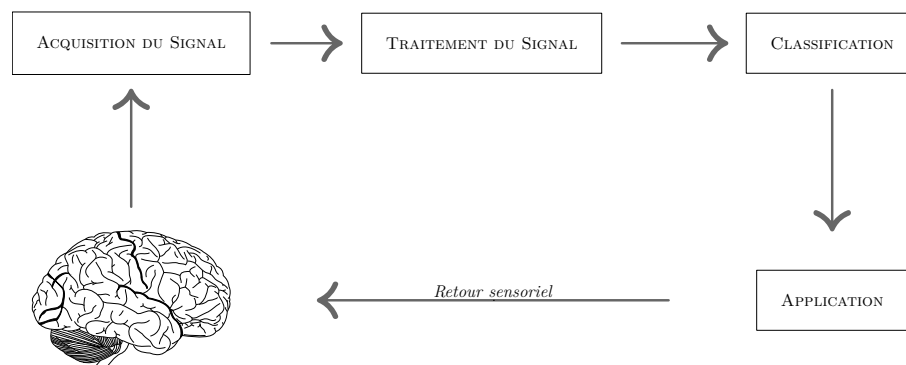 Acquisition du Signal
Traitement du Signal
Classification
Retour sensoriel
Application